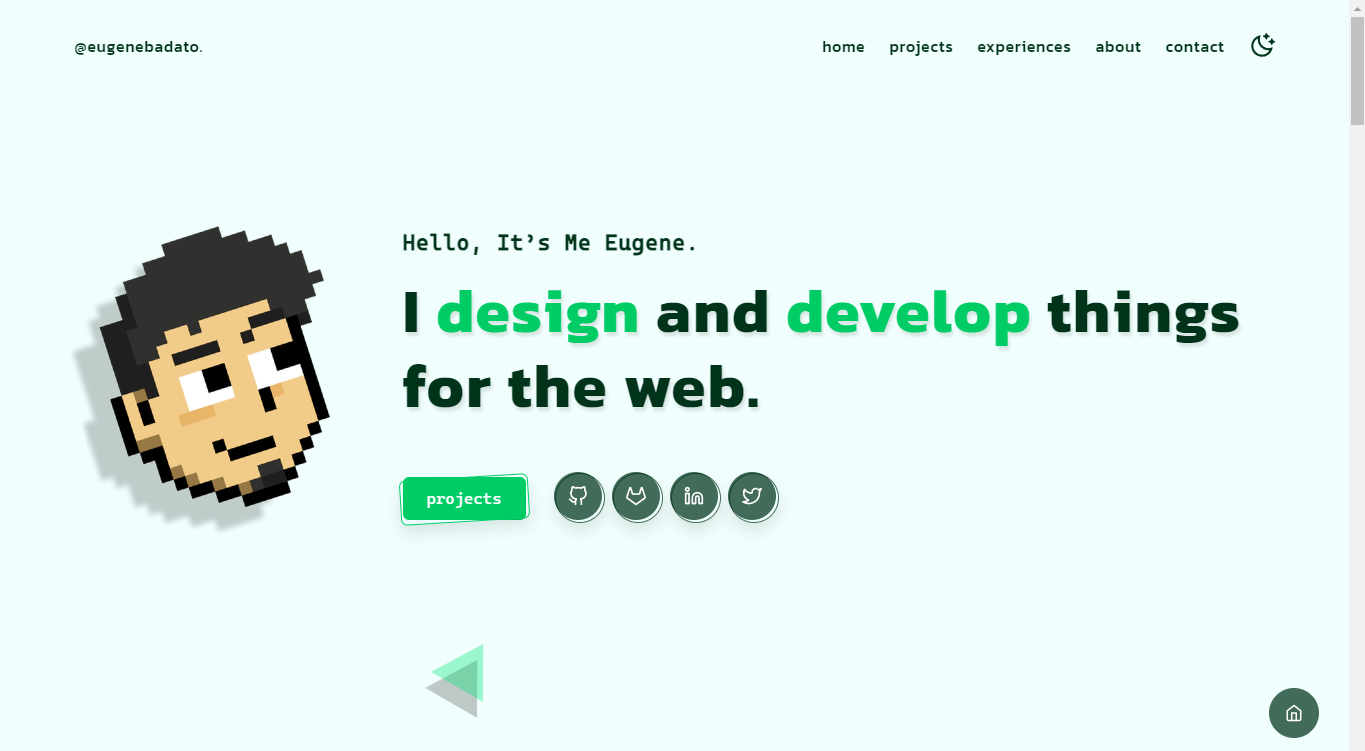 @eugenebadato.
home projects experiences about contact
Hello, It's Me Eugene.
I design and develop things
for the web.
projects